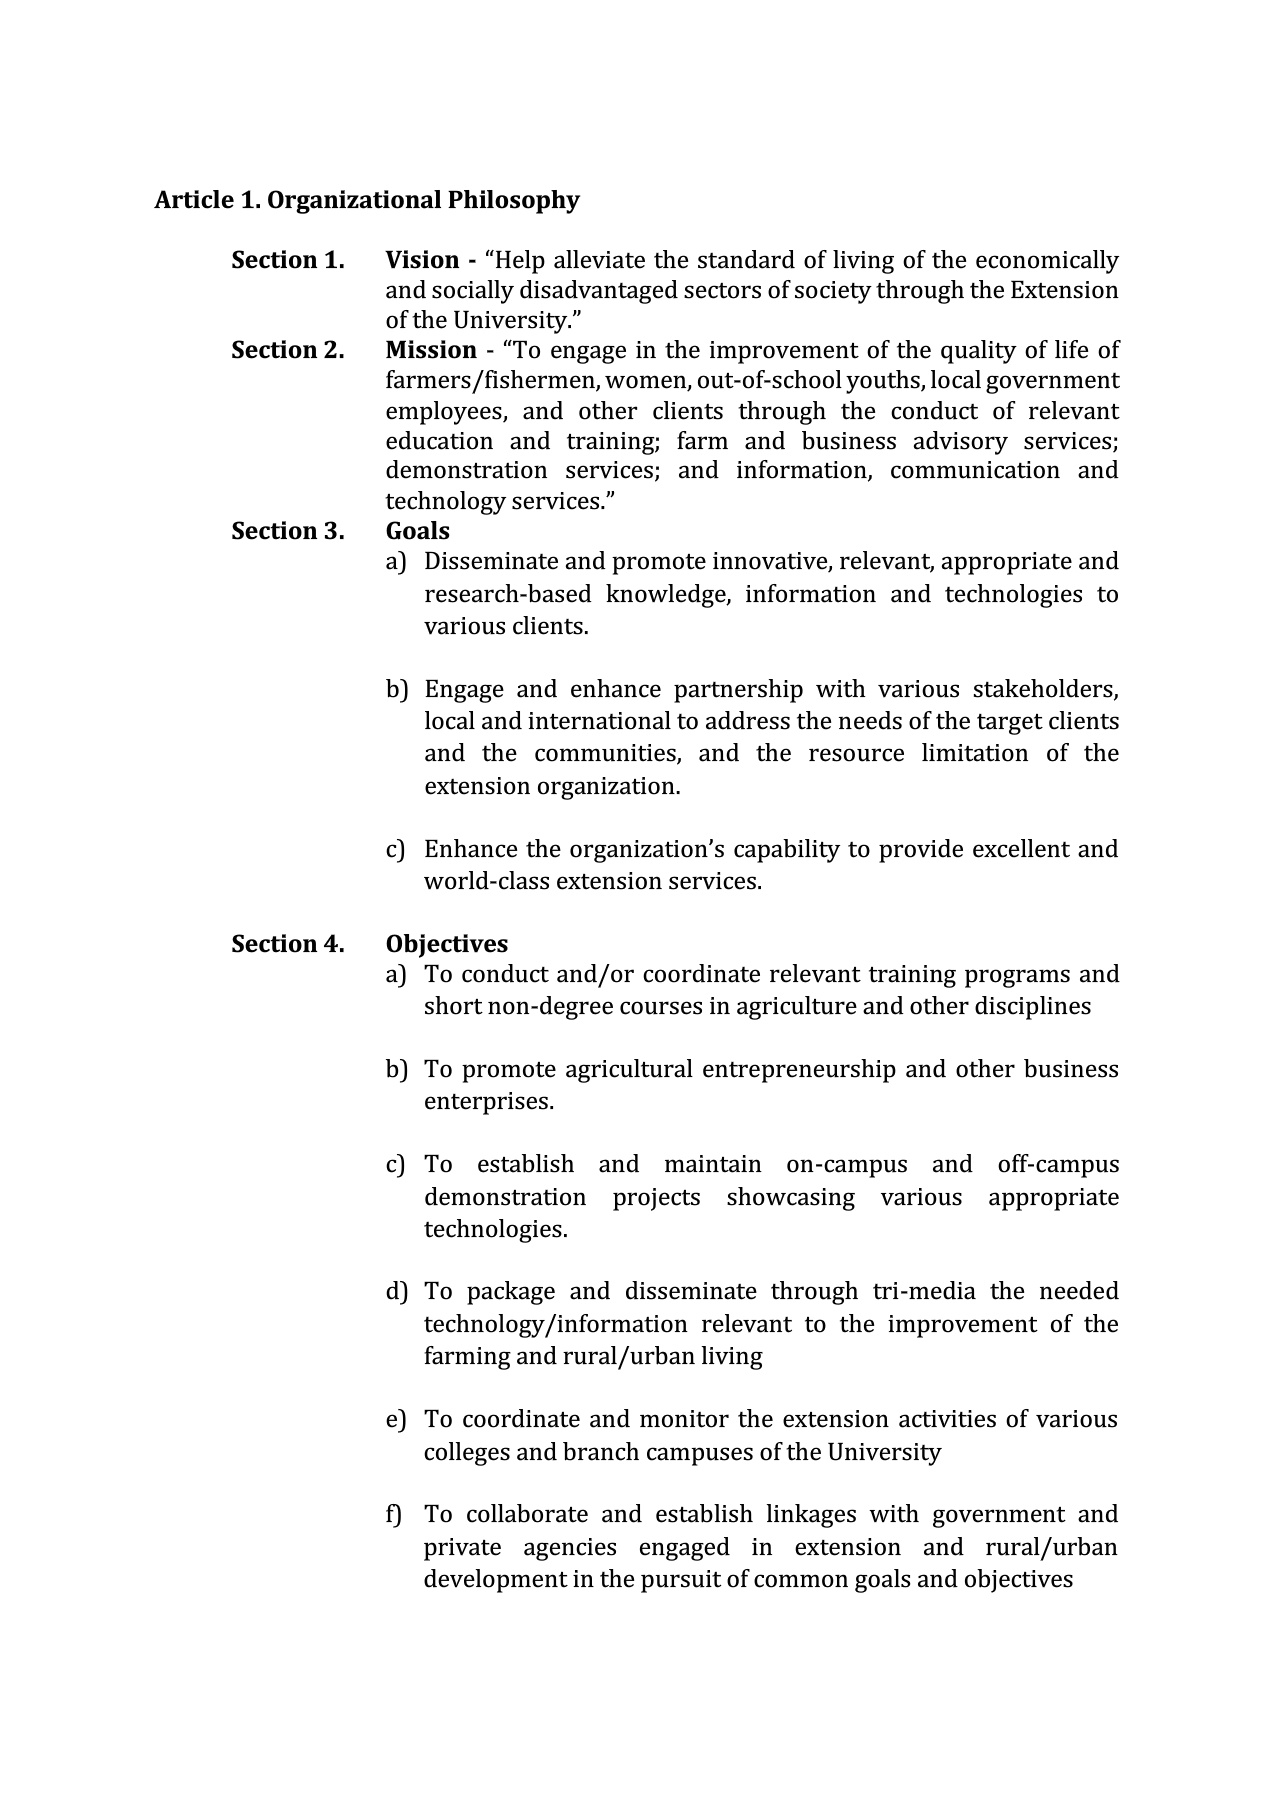 Article 1. Organizational Philosophy
Section 1. Vision - “Help alleviate the standard of living of the economically
and socially disadvantaged sectors of society through the Extension
of the University.”
Section 2. Mission - “To engage in the improvement of the quality of life of
farmers/fishermen, women, out-of-school youths, local government
employees, and other clients through the conduct of relevant
education and training; farm and business advisory services;
demonstration services; and information, communication and
technology services.”
Section 3. Goals
a) Disseminate and promote innovative, relevant, appropriate and
research-based knowledge, information and technologies to
various clients.
b) Engage and enhance partnership with various stakeholders,
local and international to address the needs of the target clients
and the communities, and the resource limitation of the
extension organization.
c) Enhance the organization’s capability to provide excellent and
world-class extension services.
Section 4. Objectives
a) To conduct and/or coordinate relevant training programs and
short non-degree courses in agriculture and other disciplines
b) To promote agricultural entrepreneurship and other business
enterprises.
c) To establish and maintain on-campus and off-campus
demonstration projects showcasing various appropriate
technologies.
d) To package and disseminate through tri-media the needed
technology/information relevant to the improvement of the
farming and rural/urban living
e) To coordinate and monitor the extension activities of various
colleges and branch campuses of the University
f) To collaborate and establish linkages with government and
private agencies engaged in extension and rural/urban
development in the pursuit of common goals and objectives